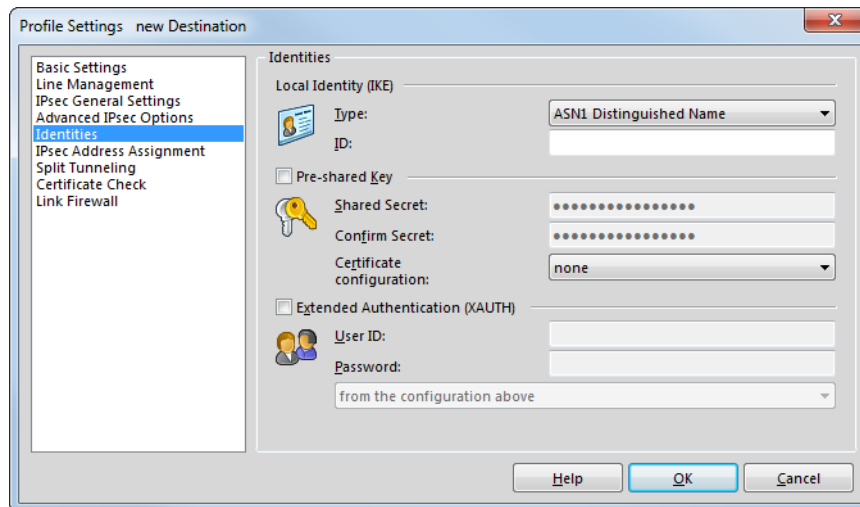 Profile Settings new Destination
Basic Settings
Line Management
IPsec General Settings
Advanced IPsec Options
Identities
IPsec Address Assignment
Split Tunneling
Certificate Check
Link Firewall
Identities
Local Identity (IKE)
Type: ASN1 Distinguished Name
ID:
Pre-shared Key
Shared Secret: ●●●●●●●●●●●●●●●●
Confirm Secret: ●●●●●●●●●●●●●●●●
Certificate
configuration: none
Extended Authentication (XAUTH)
User ID:
Password:
from the configuration above
Help OK Cancel